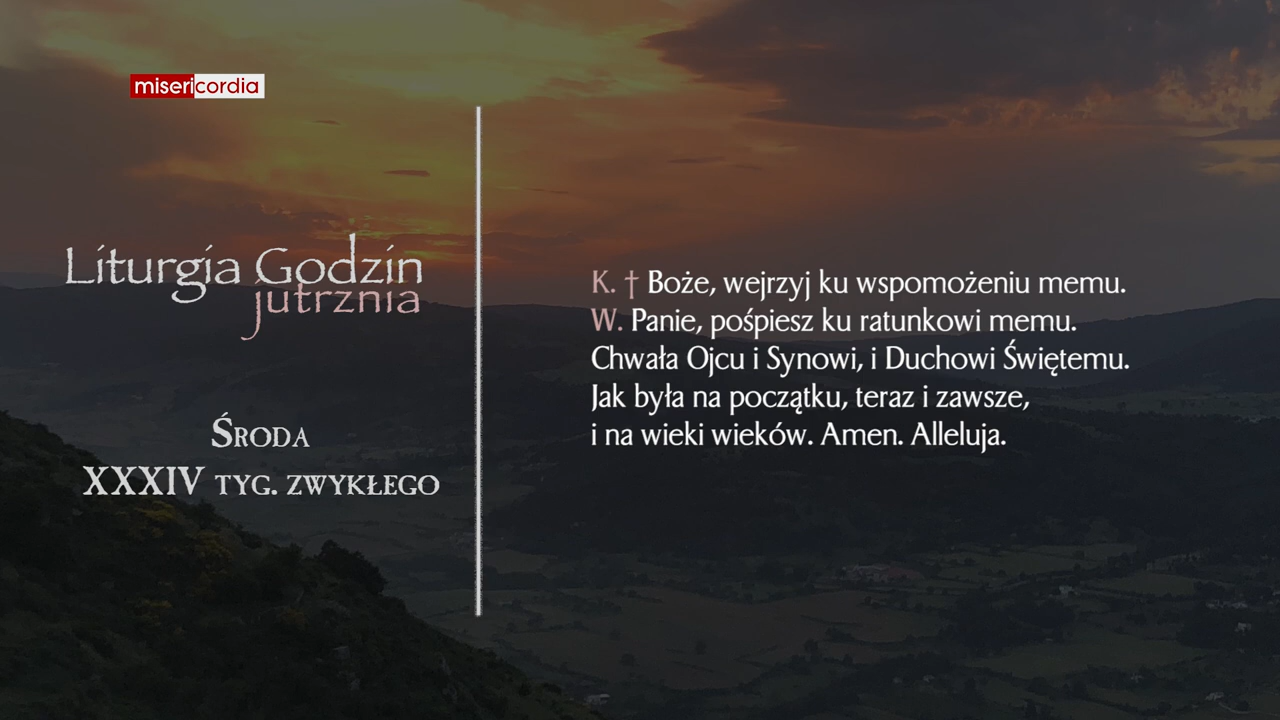 misericordia
Liturgia Godzin
jutrznia
Środa
XXXIV tyg. zwykłego
K. † Boże, wejrzyj ku wspomożeniu memu.
W. Panie, pośpiesz ku ratunkowi memu.
Chwała Ojcu i Synowi, i Duchowi Świętemu.
Jak była na początku, teraz i zawsze,
i na wieki wieków. Amen. Alleluja.